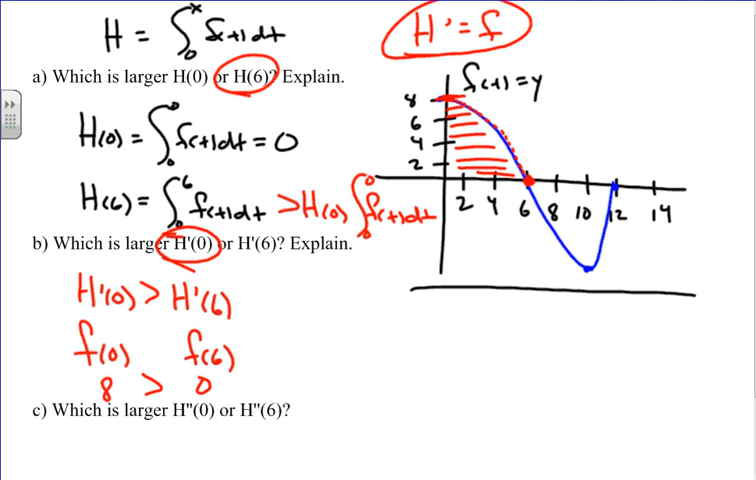 H = ∫₀ˣ f(t)dt
H' = f
a) Which is larger H(0) or H(6)? Explain.
f(t) = y
8
6
4
2
H(0) = ∫₀⁰ f(t)dt = 0
H(6) = ∫₀⁶ f(t)dt > H(0) ∫₀⁰ f(t)dt
2 4 6 8 10 12 14
b) Which is larger H'(0) or H'(6)? Explain.
H'(0) > H'(6)
f(0) f(6)
8 > 0
c) Which is larger H"(0) or H"(6)?